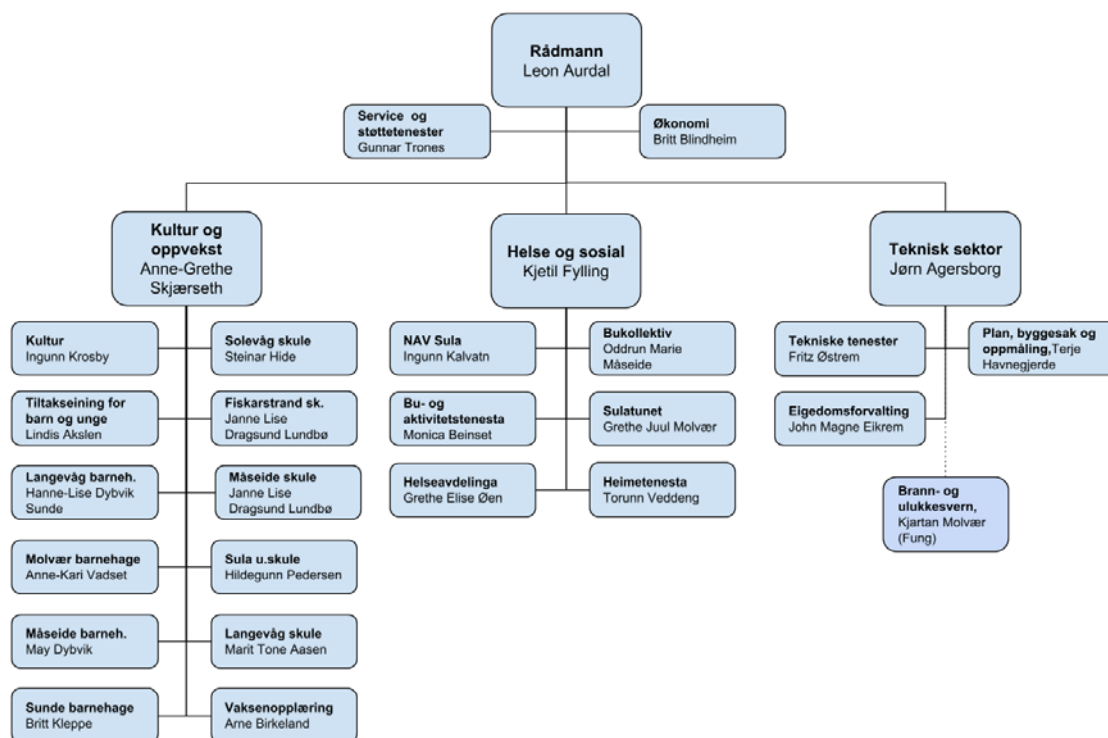 Rådmann
Leon Aurdal
Service og
støttetenester
Gunnar Trones
Økonomi
Britt Blindheim
Kultur og
oppvekst
Anne-Grethe
Skjærseth
Helse og sosial
Kjetil Fylling
Teknisk sektor
Jørn Agersborg
Kultur
Ingunn Krosby
Solevåg skule
Steinar Hide
Tiltakseining for
barn og unge
Lindis Akslen
Fiskarstrand sk.
Janne Lise
Dragsund Lundbø
Langevåg barneh.
Hanne-Lise Dybvik
Sunde
Måseide skule
Janne Lise
Dragsund Lundbø
Molvær barnehage
Anne-Kari Vadset
Sula u.skule
Hildegunn Pedersen
Måseide barneh.
May Dybvik
Langevåg skule
Marit Tone Aasen
Sunde barnehage
Britt Kleppe
Vaksenopplæring
Arne Birkeland
NAV Sula
Ingunn Kalvatn
Bukollektiv
Oddrun Marie
Måseide
Bu- og
aktivitetstenesta
Monica Beinset
Sulatunet
Grethe Juul Molvær
Helseavdelinga
Grethe Elise Øen
Heimetenesta
Torunn Veddeng
Tekniske tenester
Fritz Østrem
Plan, byggesak og
oppmåling,Terje
Havnegjerde
Eigedomsforvalting
John Magne Eikrem
Brann- og
ulukkesvern,
Kjartan Molvær
(Fung)